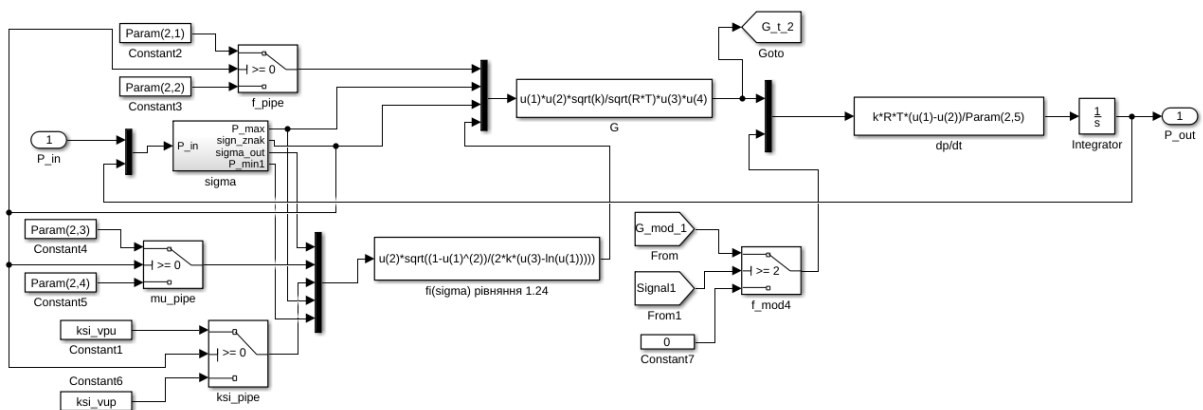 Param(2,1)
Constant2
>= 0
Param(2,2)
Constant3
f_pipe
1
P_in
P_in
P_max
sign_znak
sigma_out
P_min1
sigma
u(1)*u(2)*sqrt(k)/sqrt(R*T)*u(3)*u(4)
G
G_t_2
Goto
k*R*T*(u(1)-u(2))/Param(2,5)
dp/dt
1
s
Integrator
1
P_out
Param(2,3)
Constant4
>= 0
Param(2,4)
Constant5
mu_pipe
ksi_vpu
Constant1
>= 0
Constant6
ksi_vup
ksi_pipe
u(2)*sqrt((1-u(1)^(2))/(2*k*(u(3)-ln(u(1)))))
fi(sigma) рівняння 1.24
G_mod_1
From
Signal1
From1
>= 2
f_mod4
0
Constant7